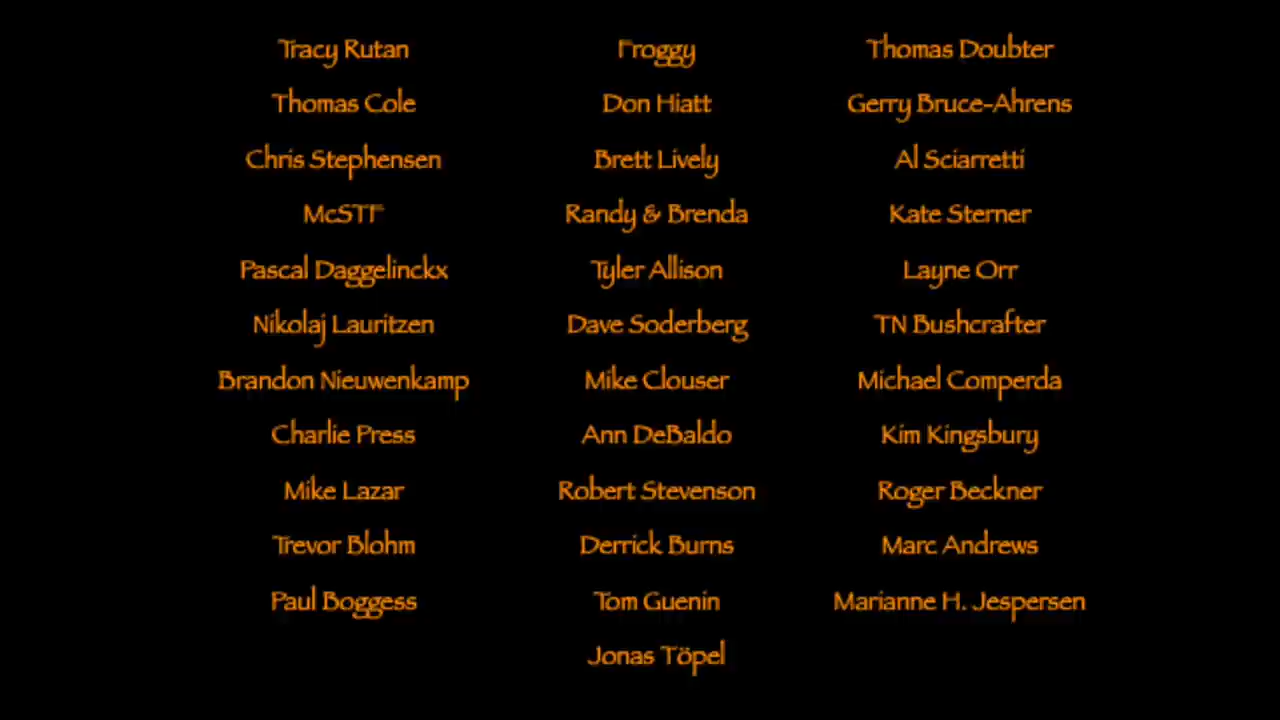 Tracy Rutan
Froggy
Thomas Doubter
Thomas Cole
Don Hiatt
Gerry Bruce-Ahrens
Chris Stephensen
Brett Lively
Al Sciarretti
McSTF
Randy & Brenda
Kate Sterner
Pascal Daggelinckx
Tyler Allison
Layne Orr
Nikolaj Lauritzen
Dave Soderberg
TN Bushcrafter
Brandon Nieuwenkamp
Mike Clouser
Michael Comperda
Charlie Press
Ann DeBaldo
Kim Kingsbury
Mike Lazar
Robert Stevenson
Roger Beckner
Trevor Blohm
Derrick Burns
Marc Andrews
Paul Boggess
Tom Guenin
Marianne H. Jespersen
Jonas Töpel